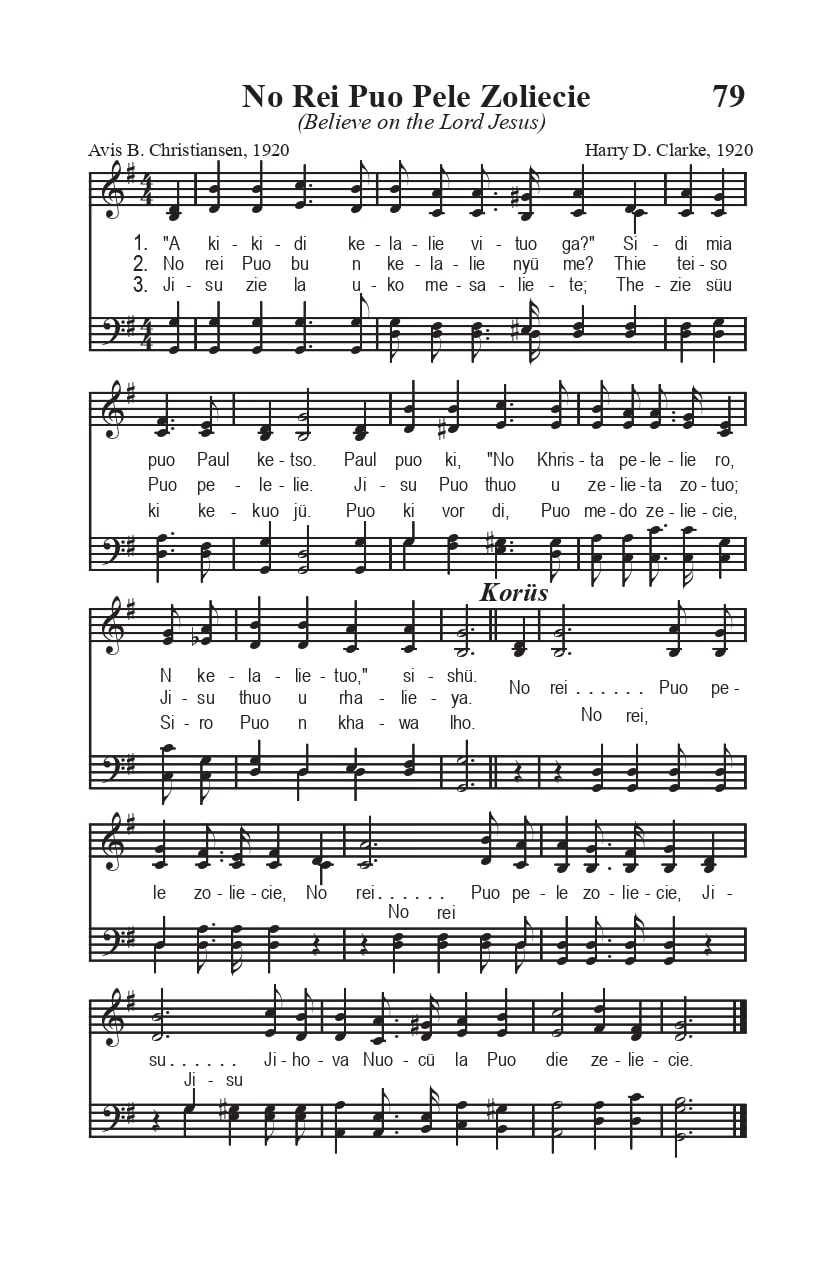 No Rei Puo Pele Zoliecie 79
(Believe on the Lord Jesus)
Avis B. Christiansen, 1920 Harry D. Clarke, 1920
1. "A ki - ki - di ke - la - lie vi - tuo ga?" Si - di mia
2. No rei Puo bu n ke - la - lie nyü me? Thie tei - so
3. Ji - su zie la u - ko me - sa - lie - te; The - zie süu
puo Paul ke - tso. Paul puo ki, "No Khris - ta pe - le - lie ro,
Puo pe - le - lie. Ji - su Puo thuo u ze - lie - ta zo - tuo;
ki ke - kuo jü. Puo ki vor di, Puo me - do ze - lie - cie,
Korüs
N ke - la - lie - tuo," si - shü.
Ji - su thuo u rha - lie - ya.
Si - ro Puo n kha - wa lho.
No rei . . . . . . Puo pe -
No rei,
le zo - lie - cie, No rei . . . . . . Puo pe - le zo - lie - cie, Ji -
No rei
su . . . . . . Ji - ho - va Nuo - cü la Puo die ze - lie - cie.
Ji - su